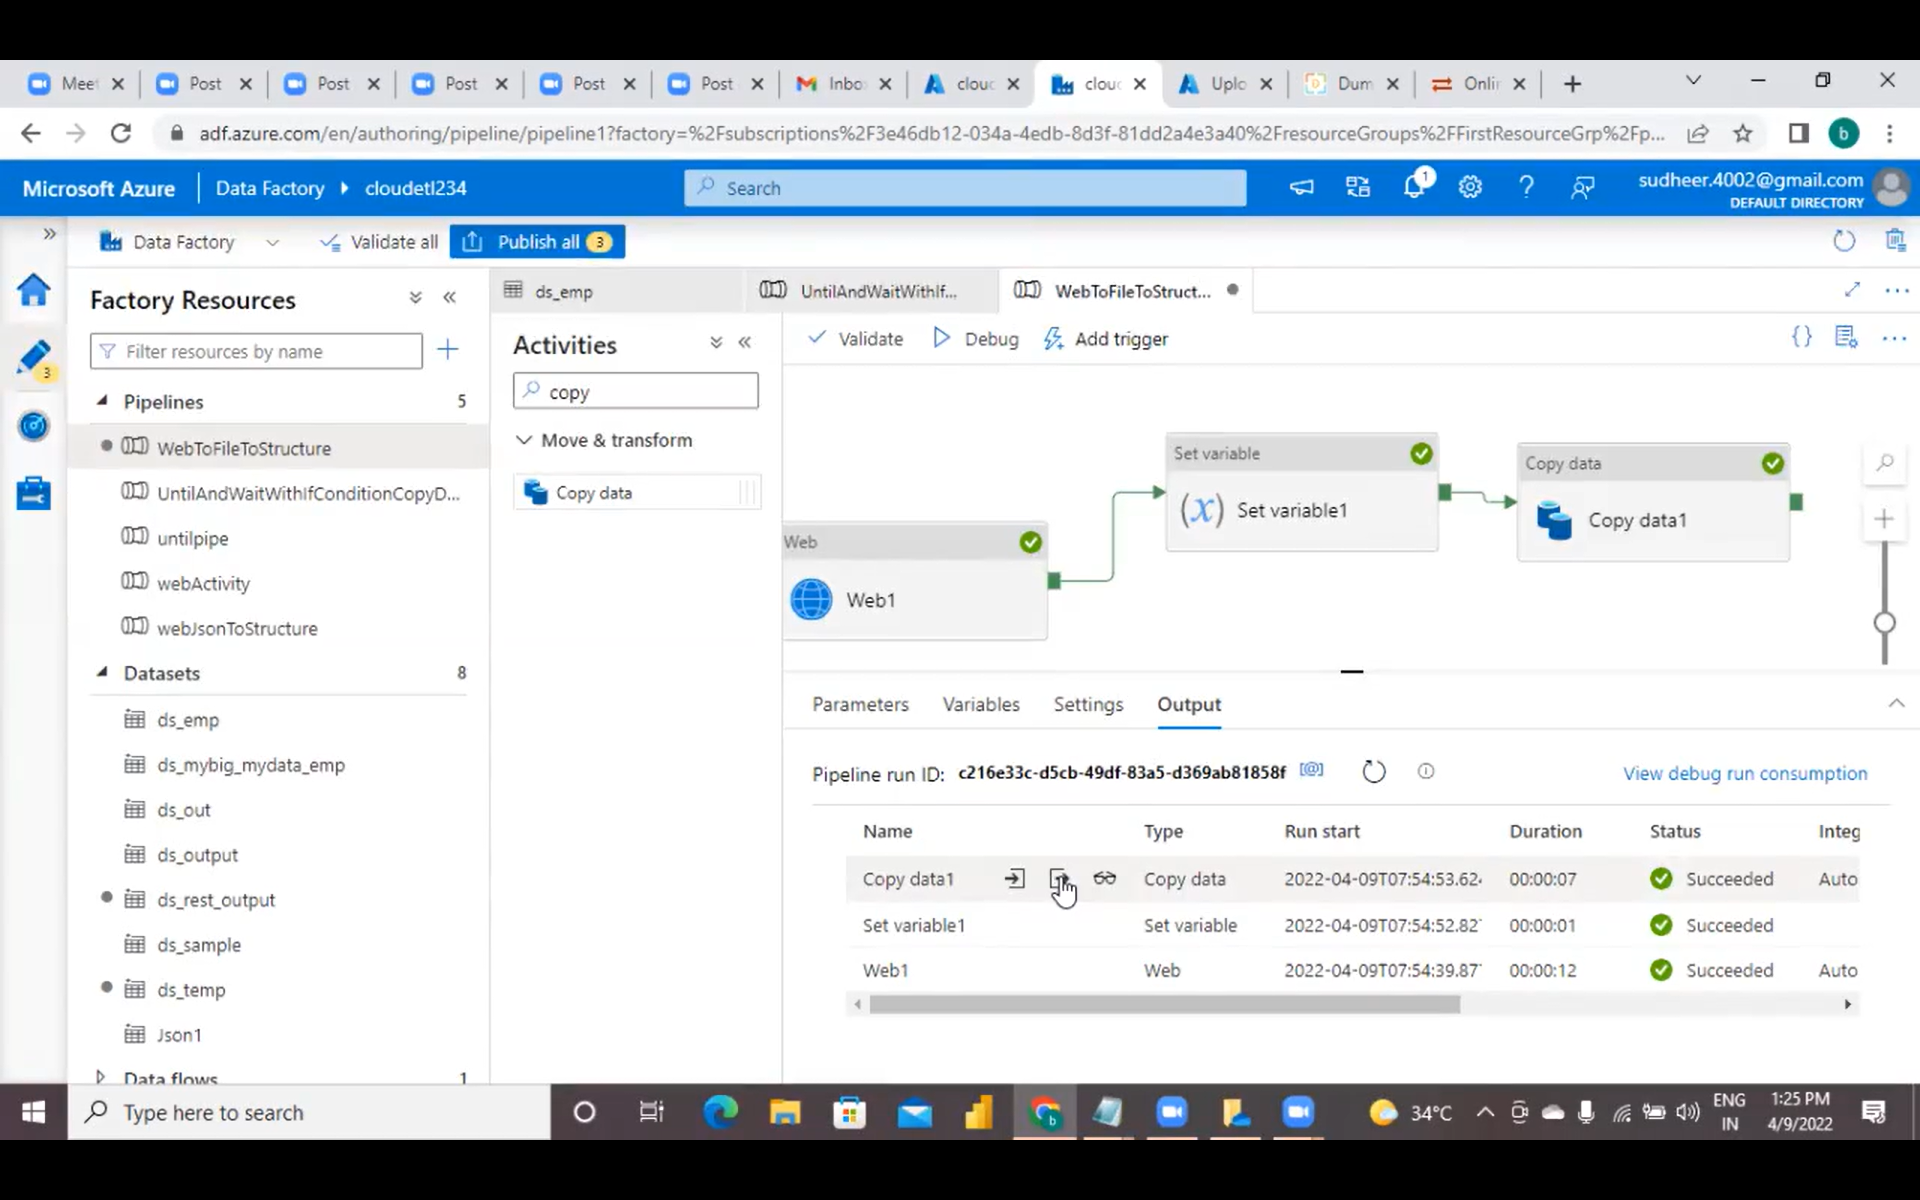 Meet
Post
Post
Post
Post
Post
Inbo
clouc
clouc
Uplo
Dum
Onlin
adf.azure.com/en/authoring/pipeline/pipeline1?factory=%2Fsubscriptions%2F3e46db12-034a-4edb-8d3f-81dd2a4e3a40%2FresourceGroups%2FFirstResourceGrp%2Fp...
b
Microsoft Azure
Data Factory
cloudetl234
Search
1
sudheer.4002@gmail.com
DEFAULT DIRECTORY
Data Factory
Validate all
Publish all 3
Factory Resources
Filter resources by name
3
Pipelines 5
WebToFileToStructure
UntilAndWaitWithIfConditionCopyD...
untilpipe
webActivity
webJsonToStructure
Datasets 8
ds_emp
ds_mybig_mydata_emp
ds_out
ds_output
ds_rest_output
ds_sample
ds_temp
Json1
Data flows 1
ds_emp
UntilAndWaitWithIf...
WebToFileToStruct...
Activities
copy
Move & transform
Copy data
Validate
Debug
Add trigger
Web
Web1
Set variable
(x) Set variable1
Copy data
Copy data1
Parameters
Variables
Settings
Output
Pipeline run ID: c216e33c-d5cb-49df-83a5-d369ab81858f
View debug run consumption
Name Type Run start Duration Status Integ
Copy data1 Copy data 2022-04-09T07:54:53.624 00:00:07 Succeeded Auto
Set variable1 Set variable 2022-04-09T07:54:52.82 00:00:01 Succeeded
Web1 Web 2022-04-09T07:54:39.87 00:00:12 Succeeded Auto
Type here to search
b
34°C
ENG
IN
1:25 PM
4/9/2022